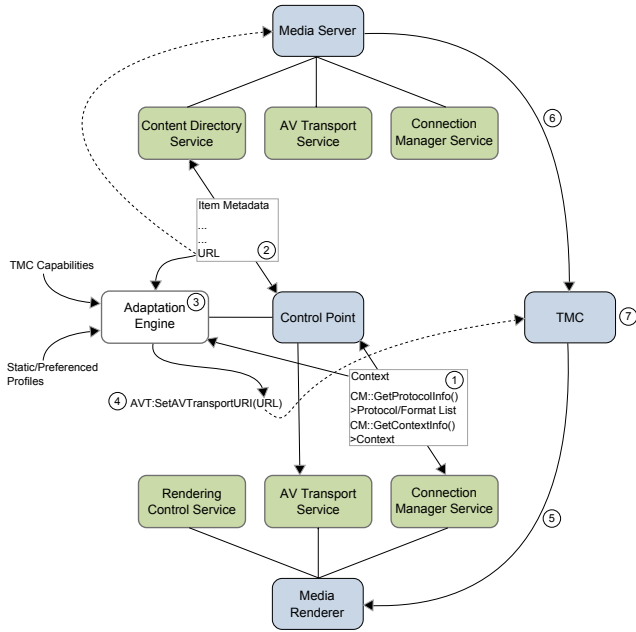 Media Server
6
Content Directory
Service
AV Transport
Service
Connection
Manager Service
Item Metadata
...
...
URL
2
TMC Capabilities
3
Adaptation
Engine
Control Point
TMC
7
Static/Preferenced
Profiles
1
Context
CM::GetProtocolInfo()
>Protocol/Format List
CM::GetContextInfo()
>Context
4 AVT:SetAVTransportURI(URL)
Rendering
Control Service
AV Transport
Service
Connection
Manager Service
5
Media
Renderer